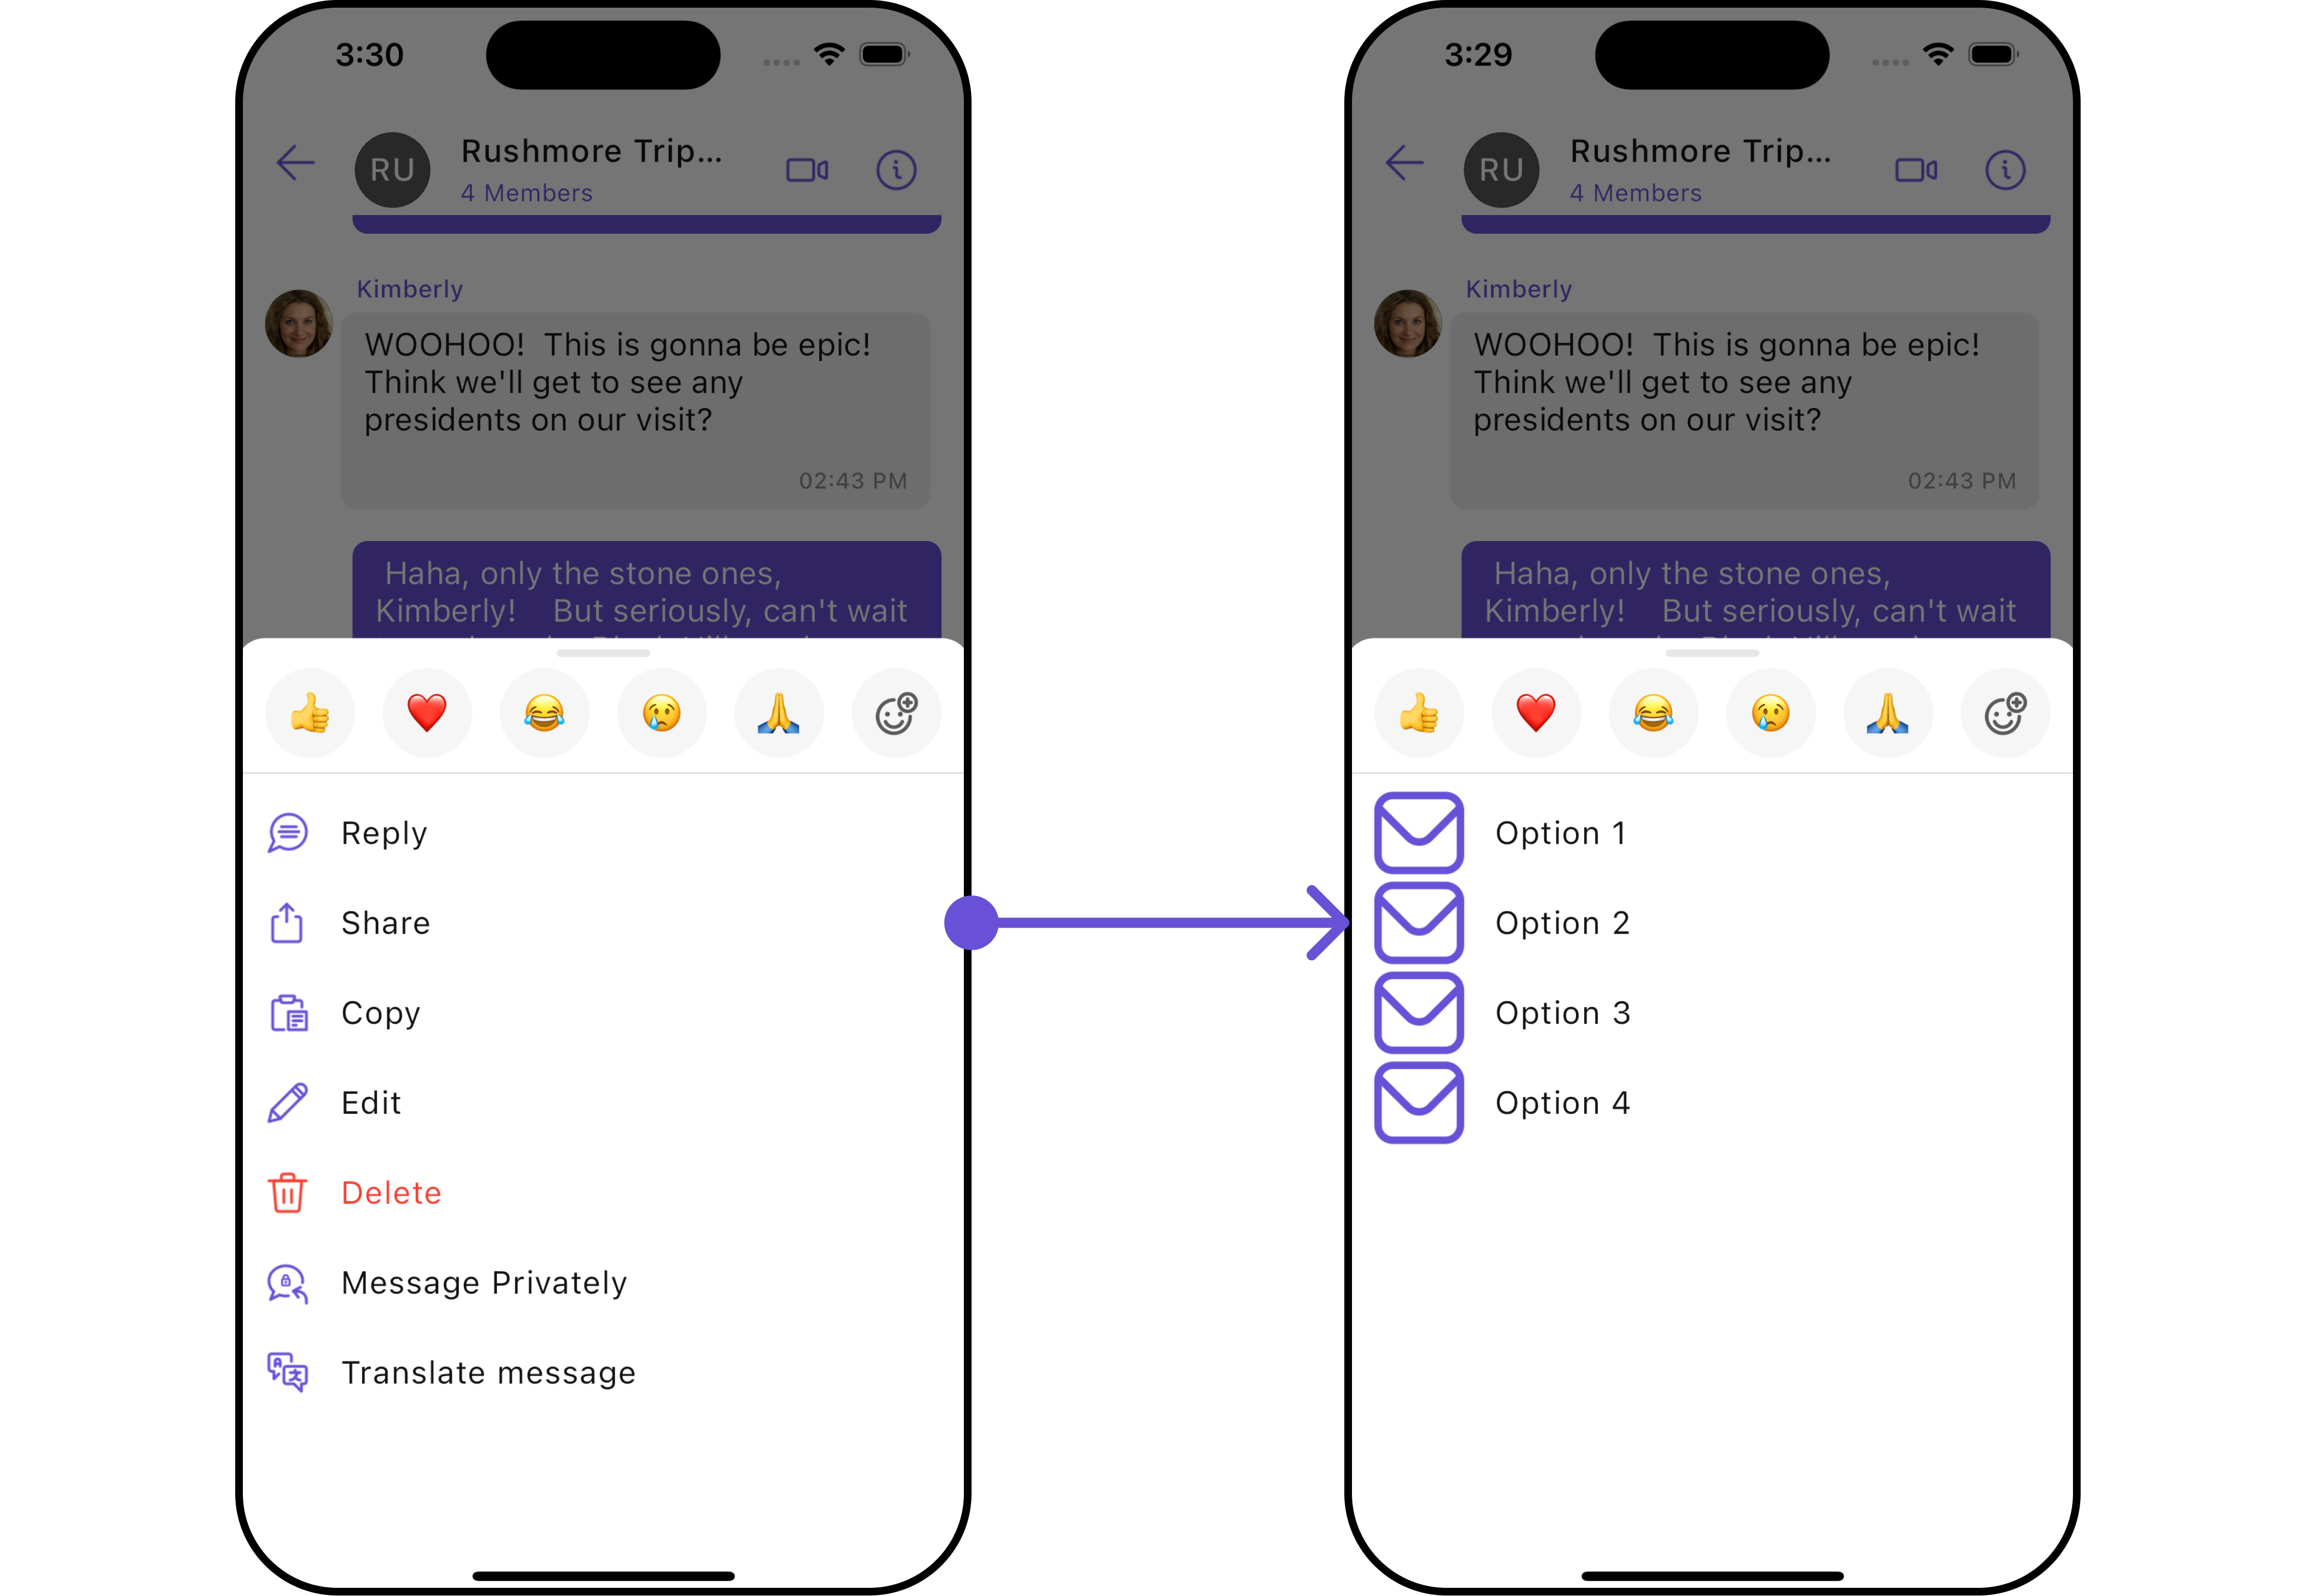 3:30
RU
Rushmore Trip...
4 Members
Kimberly
WOOHOO!  This is gonna be epic!
Think we'll get to see any
presidents on our visit?
02:43 PM
Haha, only the stone ones,
Kimberly!    But seriously, can't wait
Reply
Share
Copy
Edit
Delete
Message Privately
Translate message
3:29
RU
Rushmore Trip...
4 Members
Kimberly
WOOHOO!  This is gonna be epic!
Think we'll get to see any
presidents on our visit?
02:43 PM
Haha, only the stone ones,
Kimberly!    But seriously, can't wait
Option 1
Option 2
Option 3
Option 4